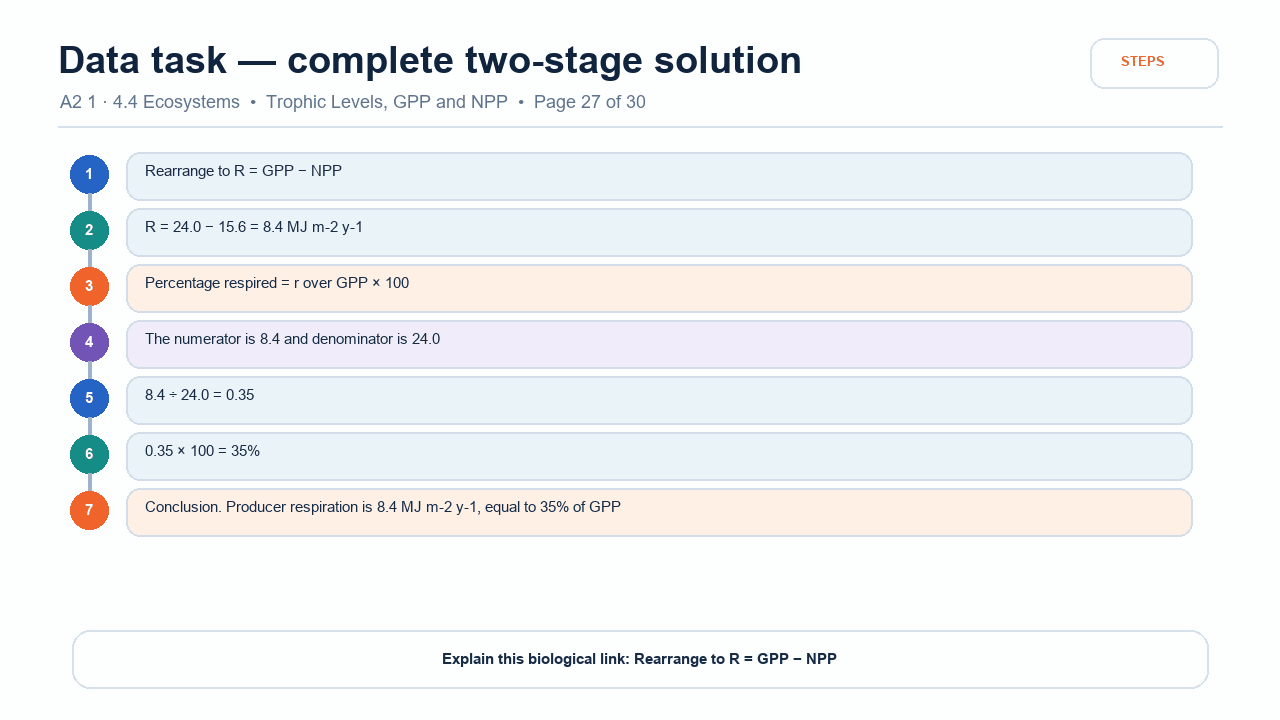 Data task — complete two-stage solution
STEPS
A2 1 · 4.4 Ecosystems • Trophic Levels, GPP and NPP • Page 27 of 30
1 Rearrange to R = GPP − NPP
2 R = 24.0 − 15.6 = 8.4 MJ m-2 y-1
3 Percentage respired = r over GPP × 100
4 The numerator is 8.4 and denominator is 24.0
5 8.4 ÷ 24.0 = 0.35
6 0.35 × 100 = 35%
7 Conclusion. Producer respiration is 8.4 MJ m-2 y-1, equal to 35% of GPP
Explain this biological link: Rearrange to R = GPP − NPP